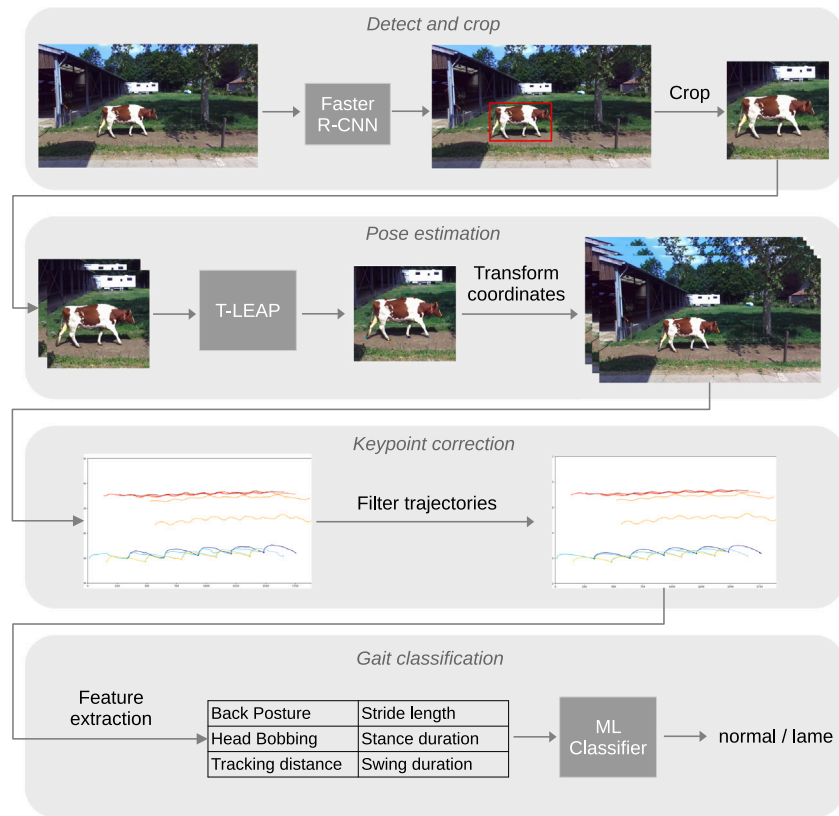 Detect and crop
Faster
R-CNN
Crop
Pose estimation
T-LEAP
Transform
coordinates
Keypoint correction
Filter trajectories
Gait classification
Feature
extraction
Back Posture
Stride length
Head Bobbing
Stance duration
Tracking distance
Swing duration
ML
Classifier
normal / lame